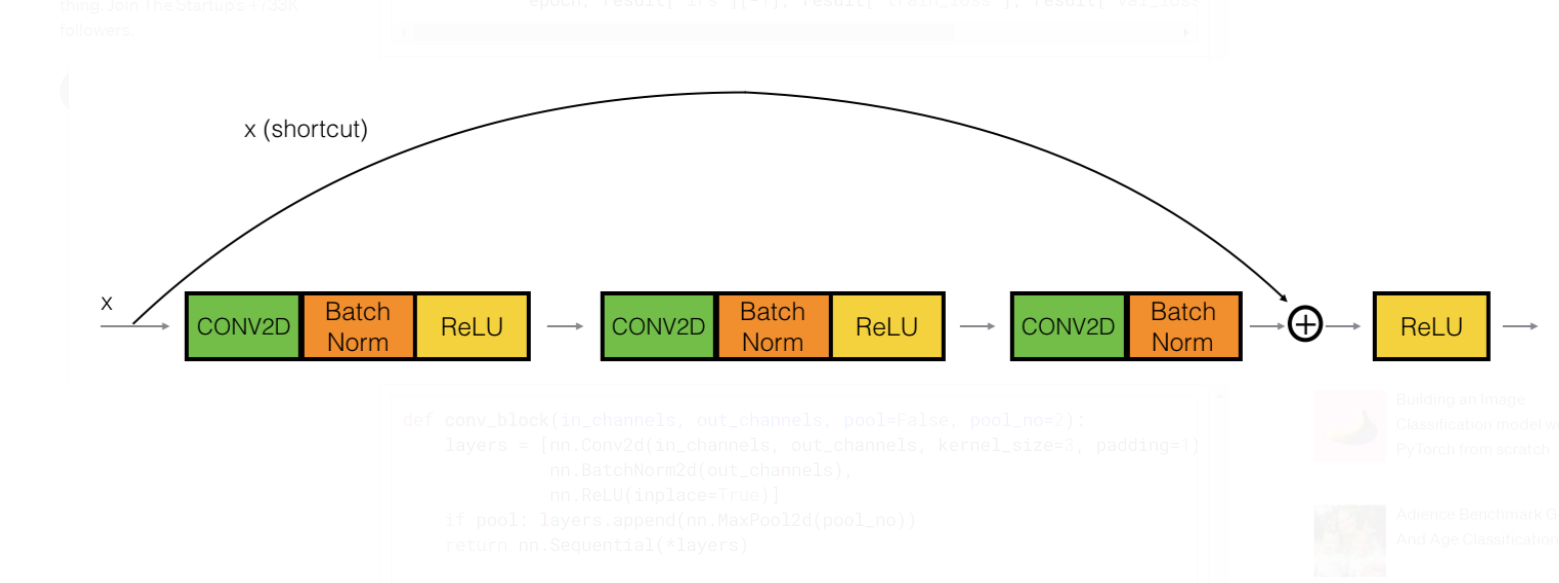 thing. Join The Startup's +733K
followers.
epoch, result['lrs'][-1], result['train_loss'], result['val_loss
x (shortcut)
x
CONV2D
Batch
Norm
ReLU
CONV2D
Batch
Norm
ReLU
CONV2D
Batch
Norm
ReLU
def conv_block(in_channels, out_channels, pool=False, pool_no=2):
layers = [nn.Conv2d(in_channels, out_channels, kernel_size=3, padding=1)
nn.BatchNorm2d(out_channels),
nn.ReLU(inplace=True)]
if pool: layers.append(nn.MaxPool2d(pool_no))
return nn.Sequential(*layers)
Building an Image
Classification model
PyTorch from scratch
Adience Benchmark
And Age Classification